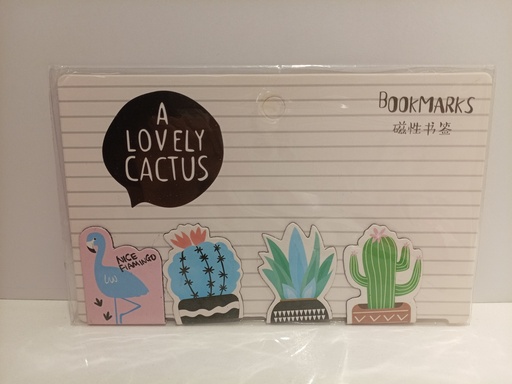 A
LOVELY
CACTUS
BOOKMARKS
磁性书签
NICE
FLAMINGO